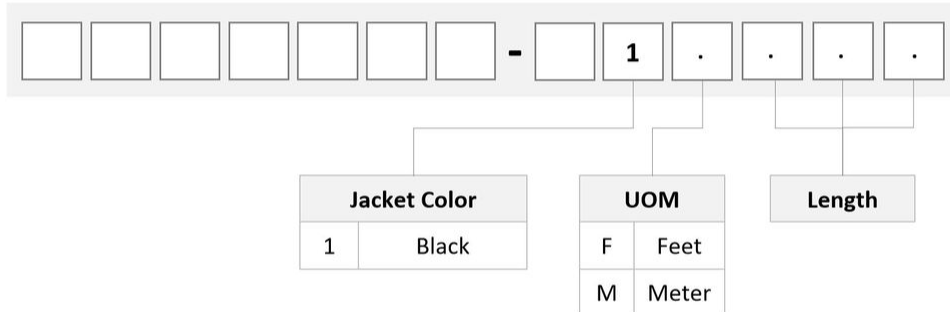 - 1 . . . .
Jacket Color UOM Length
1 Black F Feet
M Meter